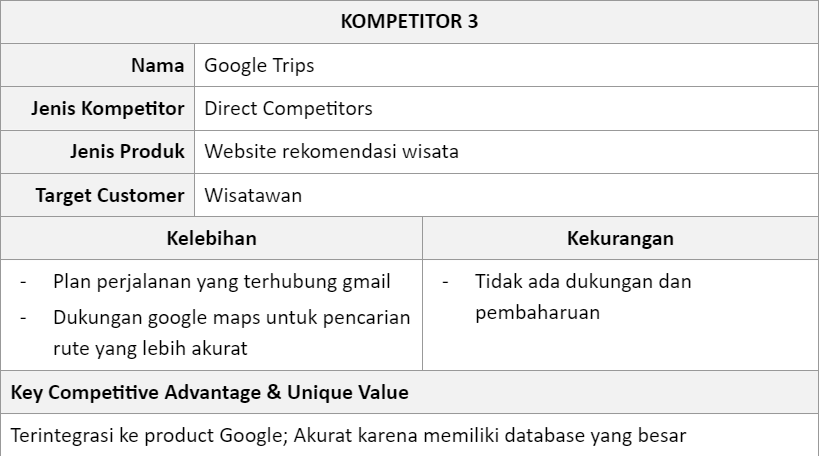 KOMPETITOR 3
Nama Google Trips
Jenis Kompetitor Direct Competitors
Jenis Produk Website rekomendasi wisata
Target Customer Wisatawan
Kelebihan Kekurangan
- Plan perjalanan yang terhubung gmail
- Dukungan google maps untuk pencarian
rute yang lebih akurat
- Tidak ada dukungan dan
pembaharuan
Key Competitive Advantage & Unique Value
Terintegrasi ke product Google; Akurat karena memiliki database yang besar